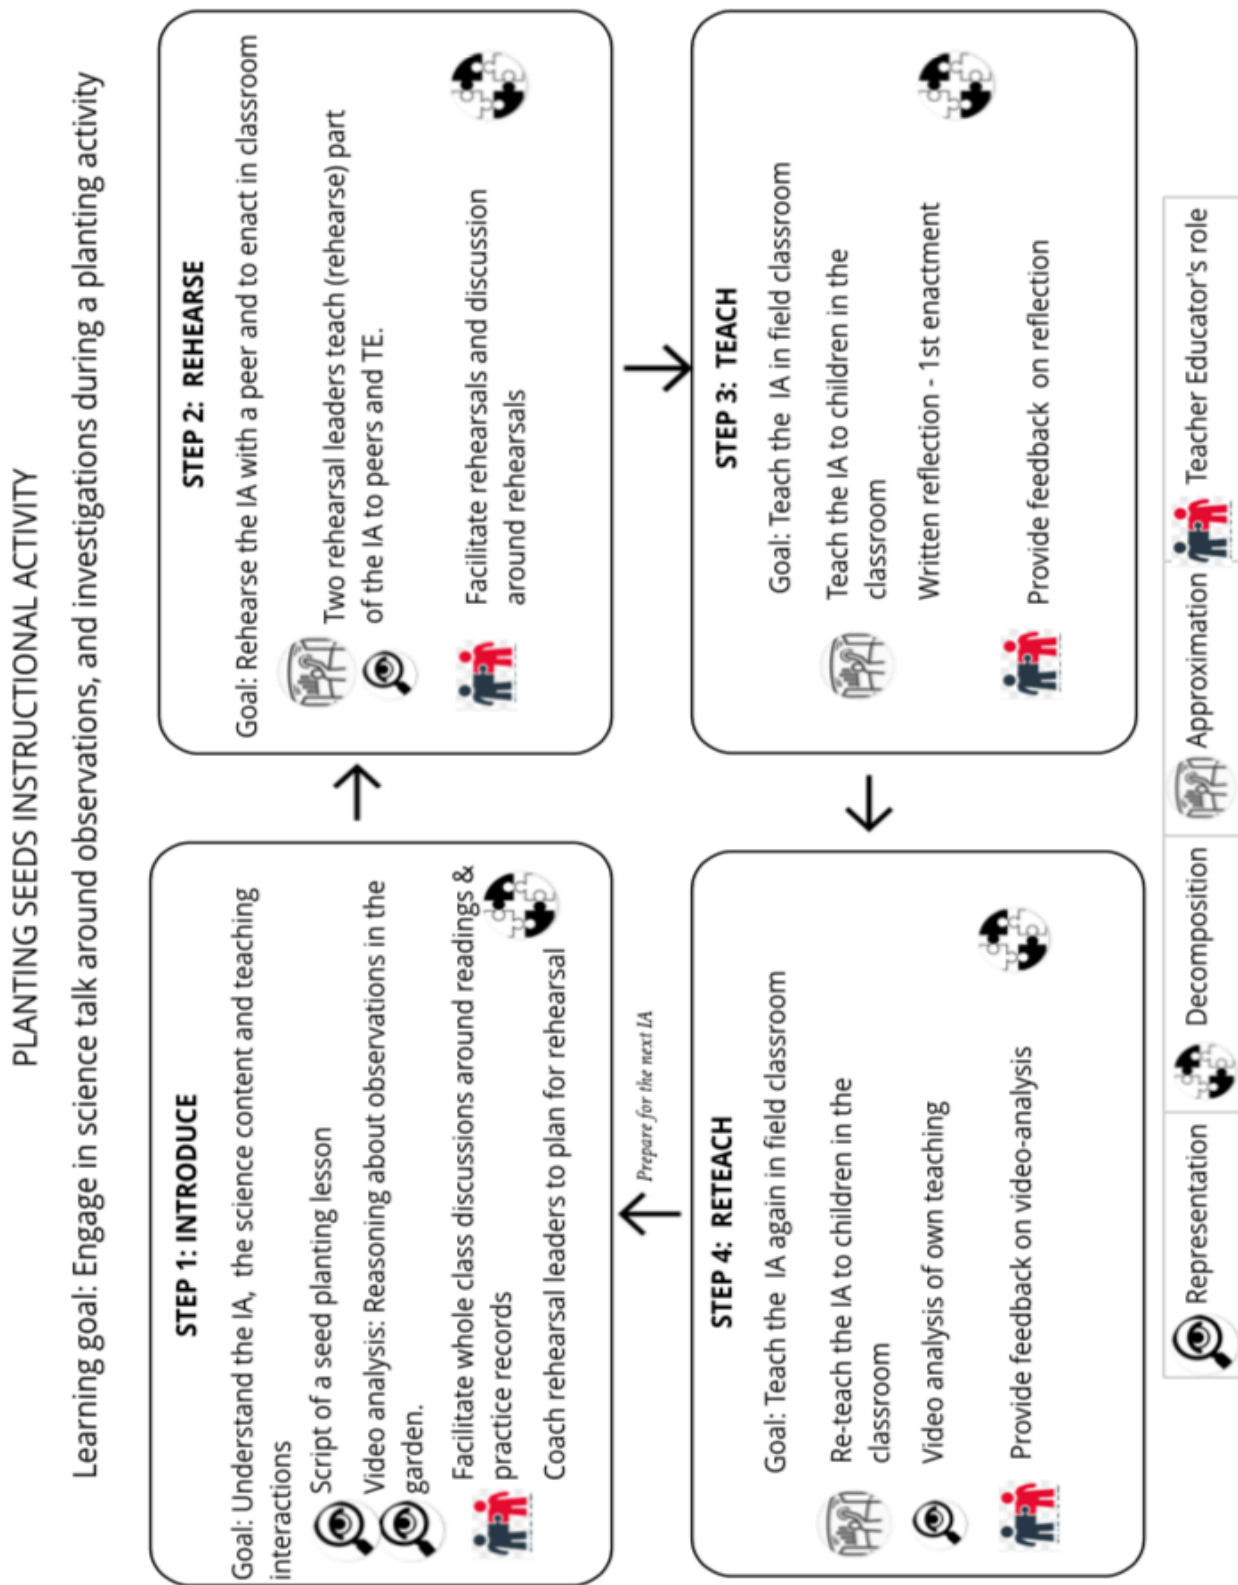 PLANTING SEEDS INSTRUCTIONAL ACTIVITY
Learning goal: Engage in science talk around observations, and investigations during a planting activity
STEP 1: INTRODUCE
Goal: Understand the IA, the science content and teaching
interactions
Script of a seed planting lesson
Video analysis: Reasoning about observations in the
garden.
Facilitate whole class discussions around readings &
practice records
Coach rehearsal leaders to plan for rehearsal
STEP 2: REHEARSE
Goal: Rehearse the IA with a peer and to enact in classroom
Two rehearsal leaders teach (rehearse) part
of the IA to peers and TE.
Facilitate rehearsals and discussion
around rehearsals
STEP 3: TEACH
Goal: Teach the IA in field classroom
Teach the IA to children in the
classroom
Written reflection - 1st enactment
Provide feedback on reflection
STEP 4: RETEACH
Goal: Teach the IA again in field classroom
Re-teach the IA to children in the
classroom
Video analysis of own teaching
Provide feedback on video-analysis
Prepare for the next IA
Representation
Decomposition
Approximation
Teacher Educator's role